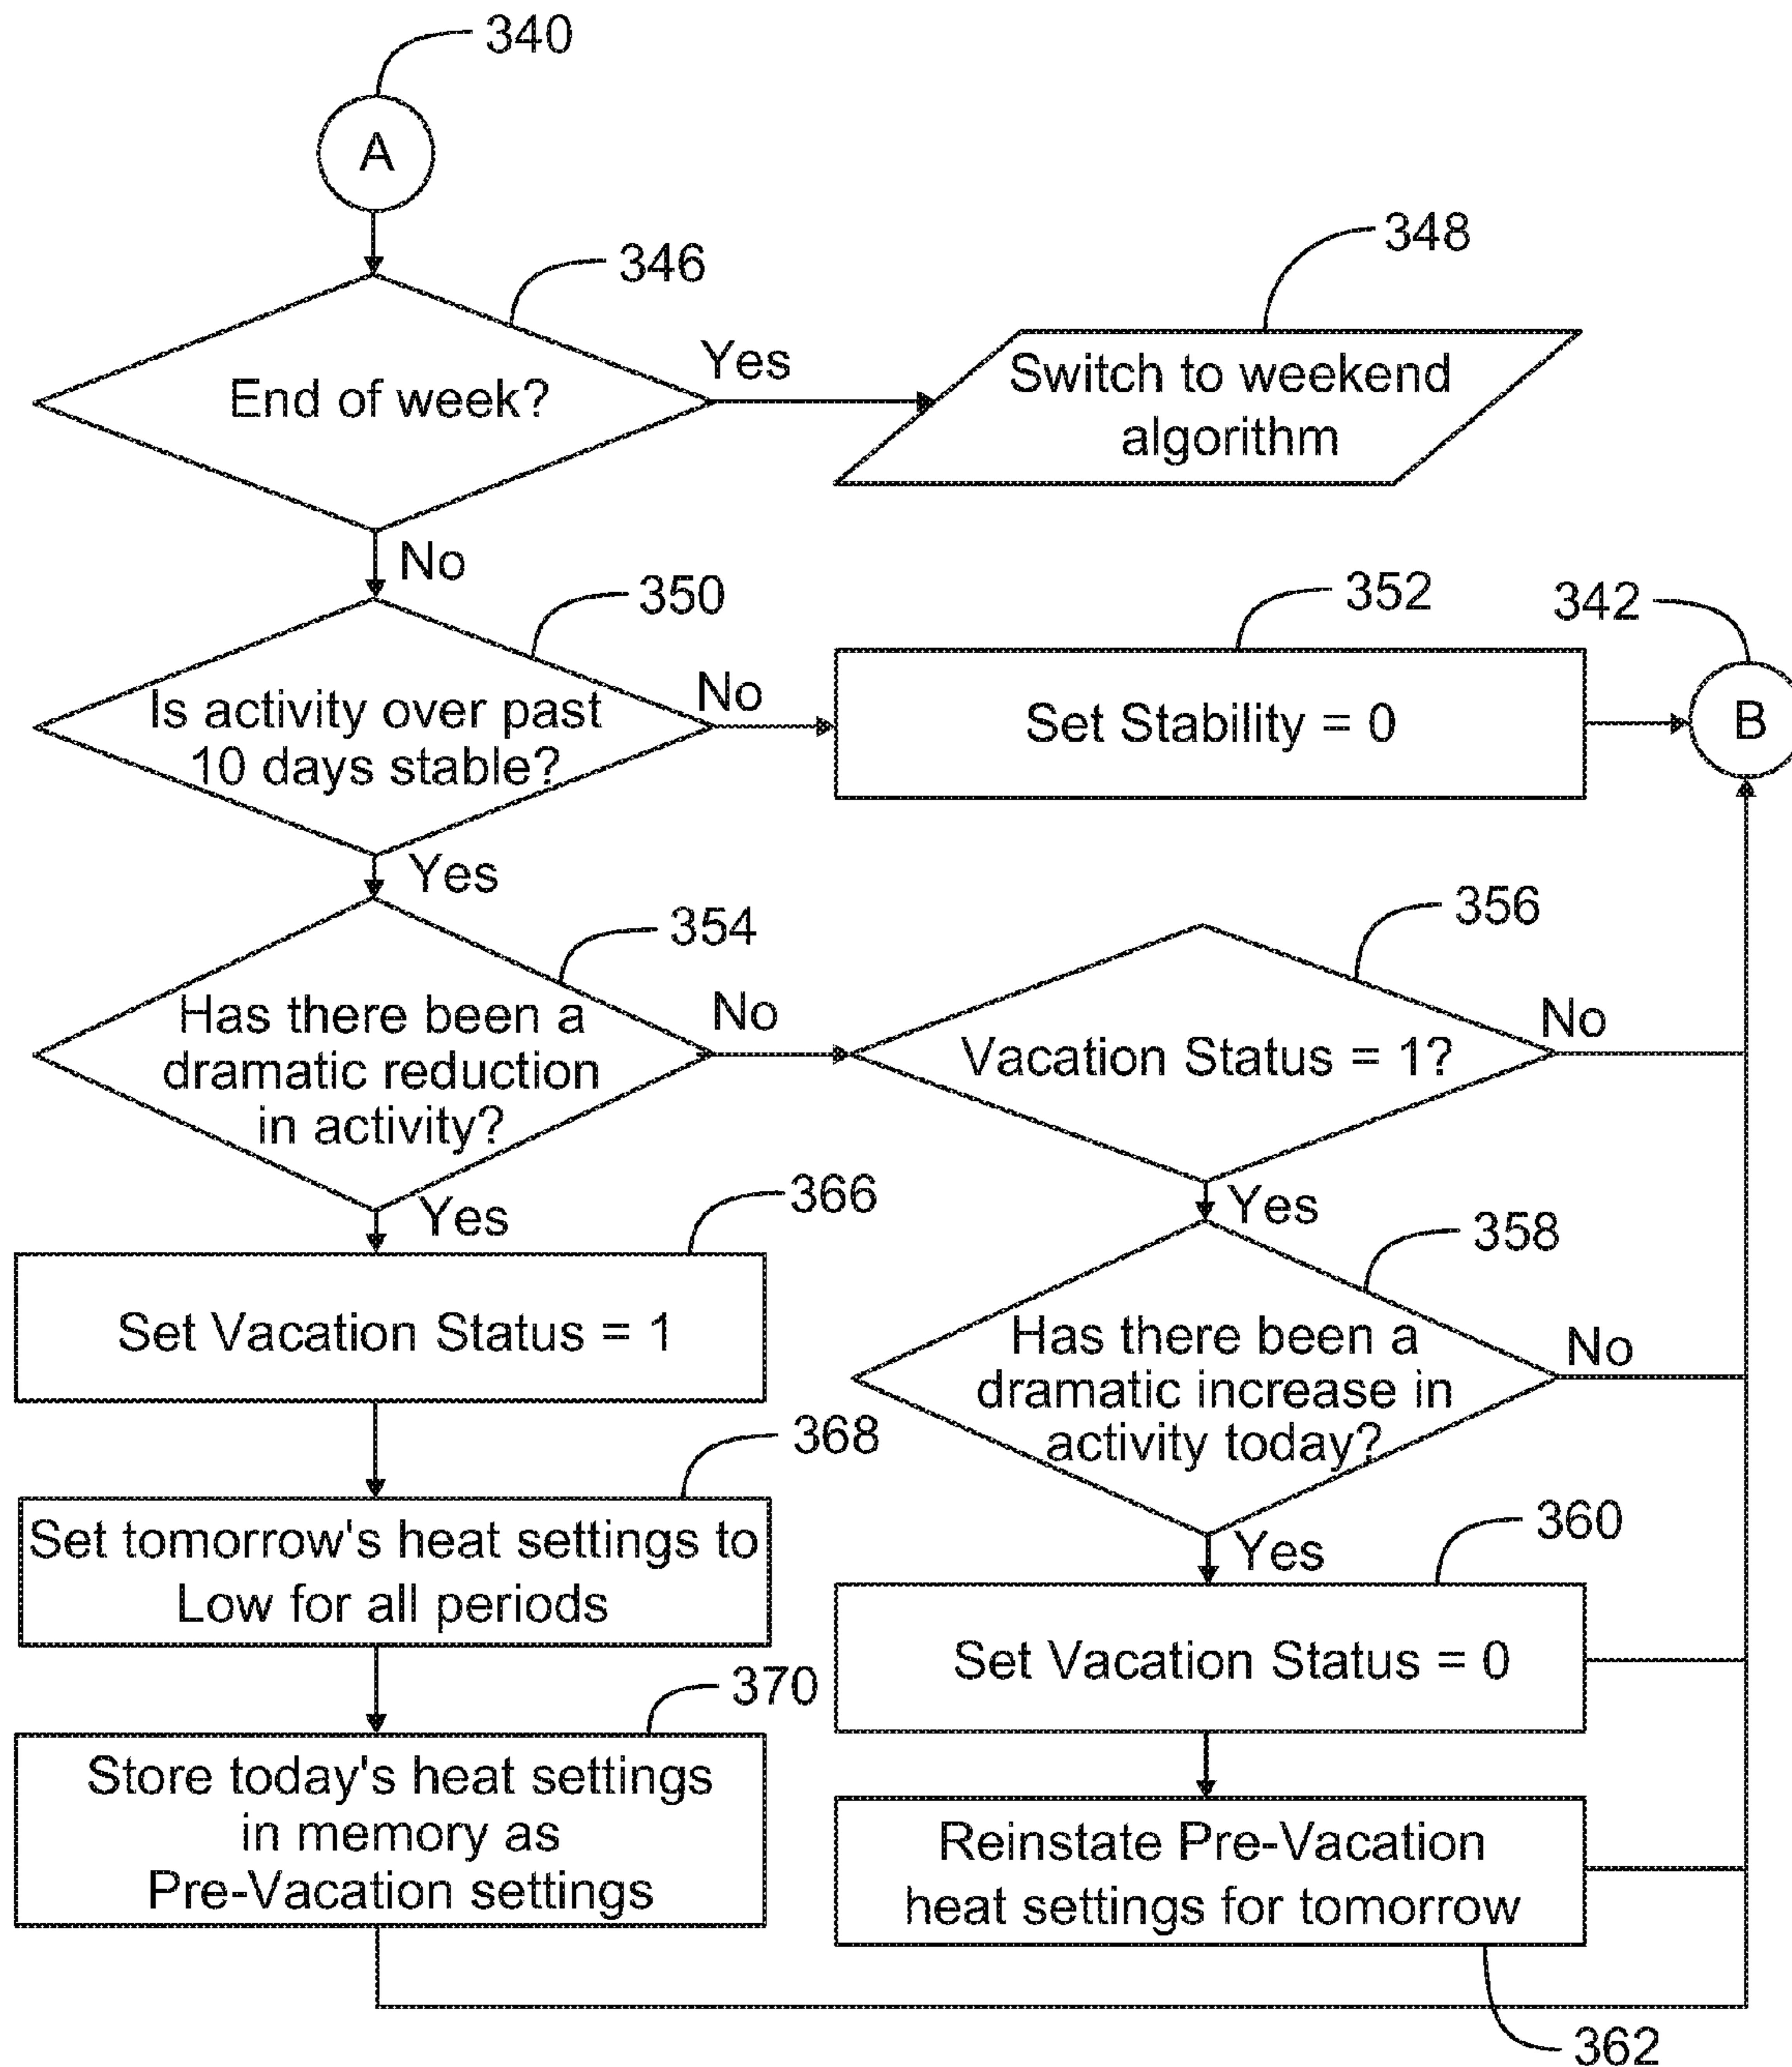 340
A
346
End of week?
Yes
348
Switch to weekend
algorithm
No
350
Is activity over past
10 days stable?
No
352
Set Stability = 0
342
B
Yes
354
Has there been a
dramatic reduction
in activity?
No
356
Vacation Status = 1?
No
Yes
366
Set Vacation Status = 1
Yes
358
Has there been a
dramatic increase in
activity today?
No
368
Set tomorrow's heat settings to
Low for all periods
Yes
360
Set Vacation Status = 0
370
Store today's heat settings
in memory as
Pre-Vacation settings
Reinstate Pre-Vacation
heat settings for tomorrow
362